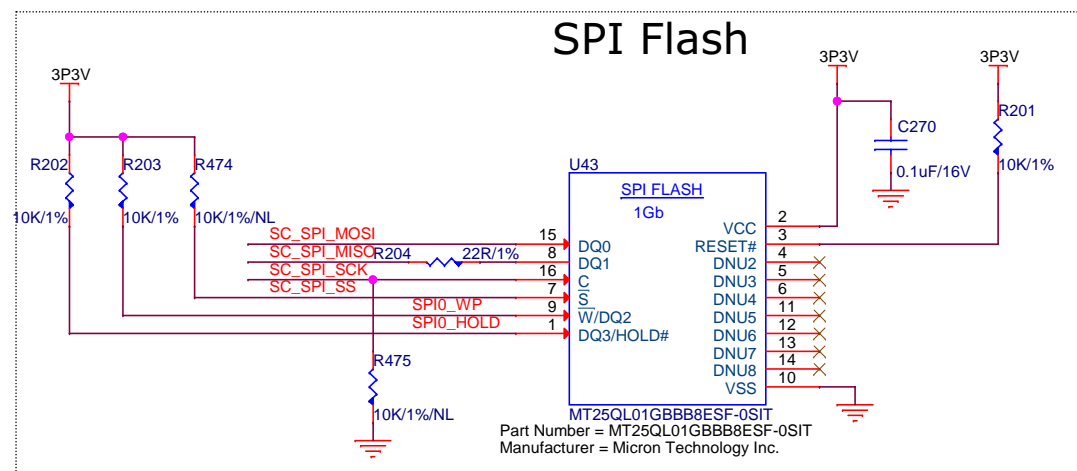 SPI Flash
3P3V
3P3V
3P3V
R202
R203
R474
10K/1%
10K/1%
10K/1%/NL
C270
0.1uF/16V
R201
10K/1%
U43
SPI FLASH
1Gb
SC_SPI_MOSI
15
DQ0
SC_SPI_MISO
R204
22R/1%
8
DQ1
SC_SPI_SCK
16
C
SC_SPI_SS
7
S
SPI0_WP
9
W/DQ2
SPI0_HOLD
1
DQ3/HOLD#
VCC
2
RESET#
3
DNU2
4
DNU3
5
DNU4
6
DNU5
11
DNU6
12
DNU7
13
DNU8
14
VSS
10
R475
10K/1%/NL
MT25QL01GBBB8ESF-0SIT
Part Number = MT25QL01GBBB8ESF-0SIT
Manufacturer = Micron Technology Inc.